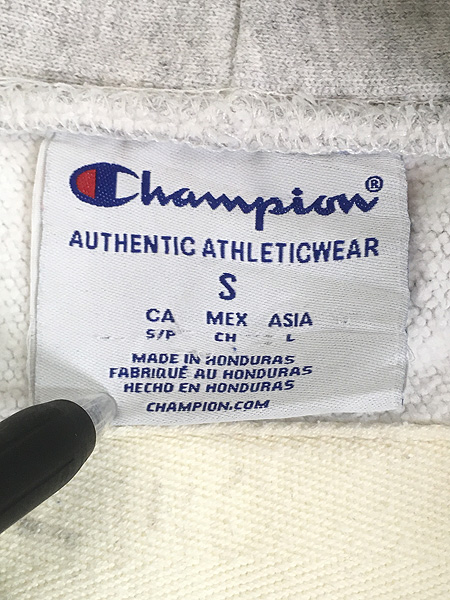 Champion®
AUTHENTIC ATHLETICWEAR
S
CA MEX ASIA
S/P CH L
MADE IN HONDURAS
FABRIQUÉ AU HONDURAS
HECHO EN HONDURAS
CHAMPION.COM